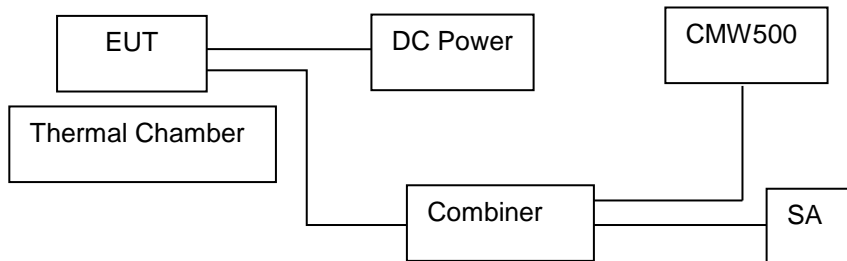 EUT
DC Power
CMW500
Thermal Chamber
Combiner
SA